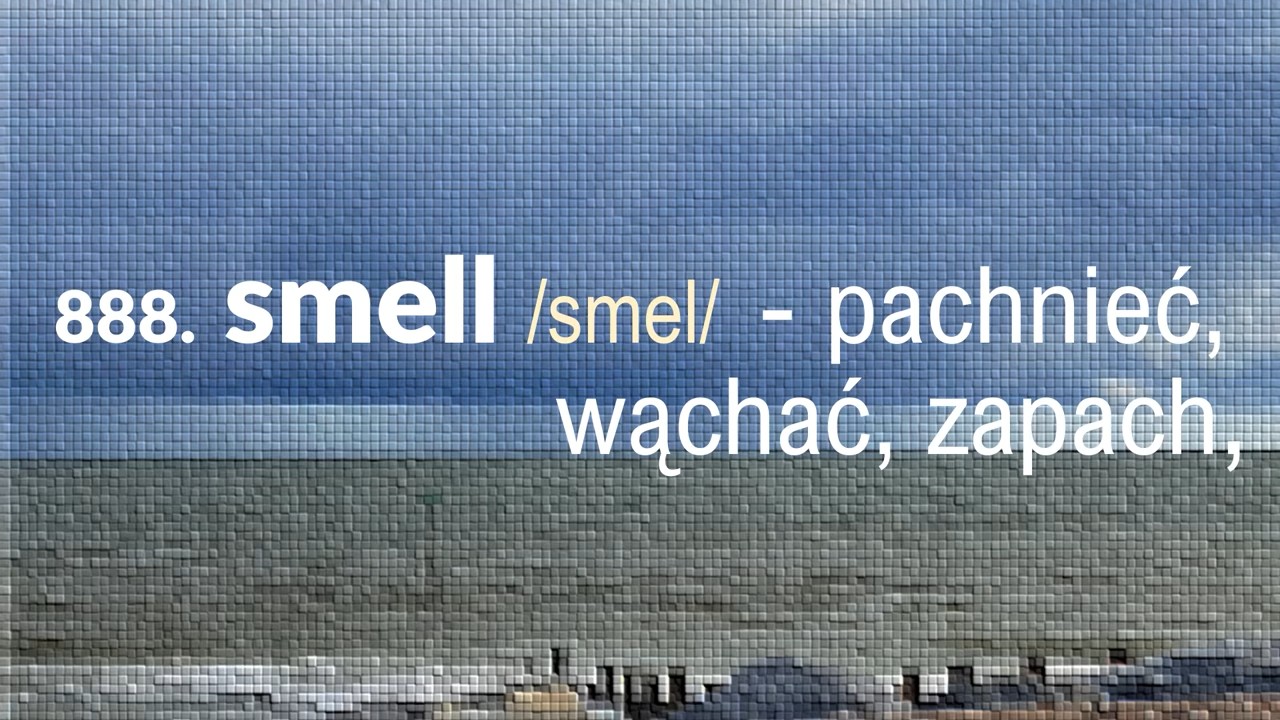 888. smell /smel/ - pachnieć,
wąchać, zapach,